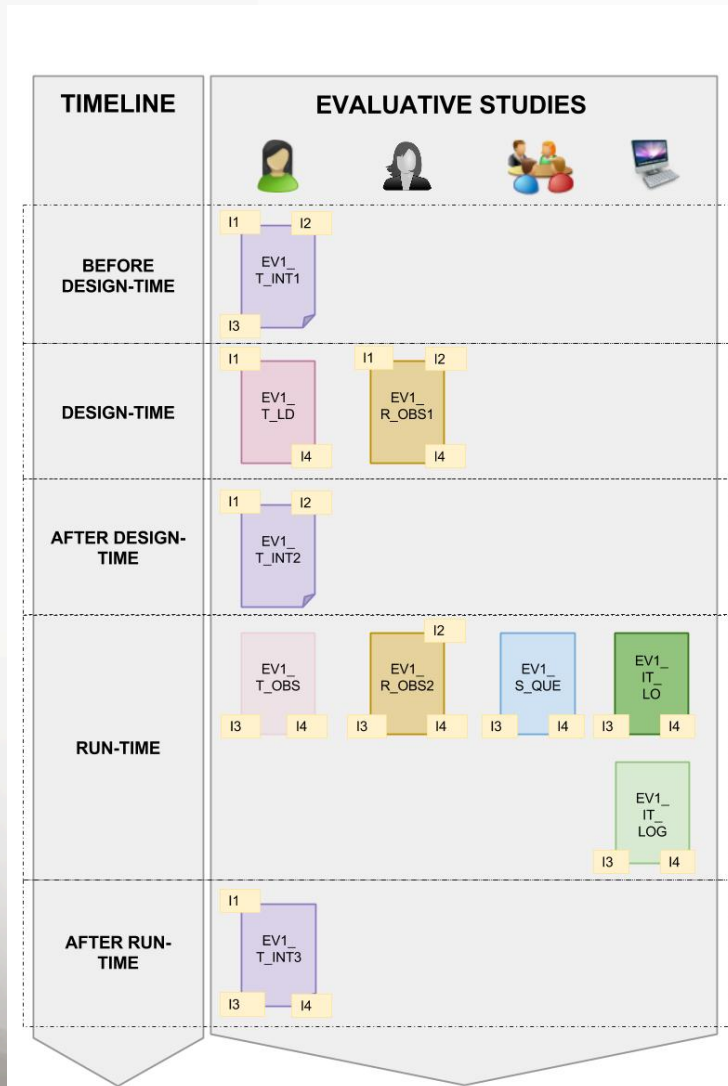 TIMELINE
EVALUATIVE STUDIES
BEFORE
DESIGN-TIME
I1
I2
EV1_
T_INT1
I3
DESIGN-TIME
I1
EV1_
T_LD
I4
I1
I2
EV1_
R_OBS1
I4
AFTER DESIGN-
TIME
I1
I2
EV1_
T_INT2
RUN-TIME
EV1_
T_OBS
I3
I4
I2
EV1_
R_OBS2
I3
I4
EV1_
S_QUE
I3
I4
EV1_
IT_
LO
I3
I4
EV1_
IT_
LOG
I3
I4
AFTER RUN-
TIME
I1
EV1_
T_INT3
I3
I4